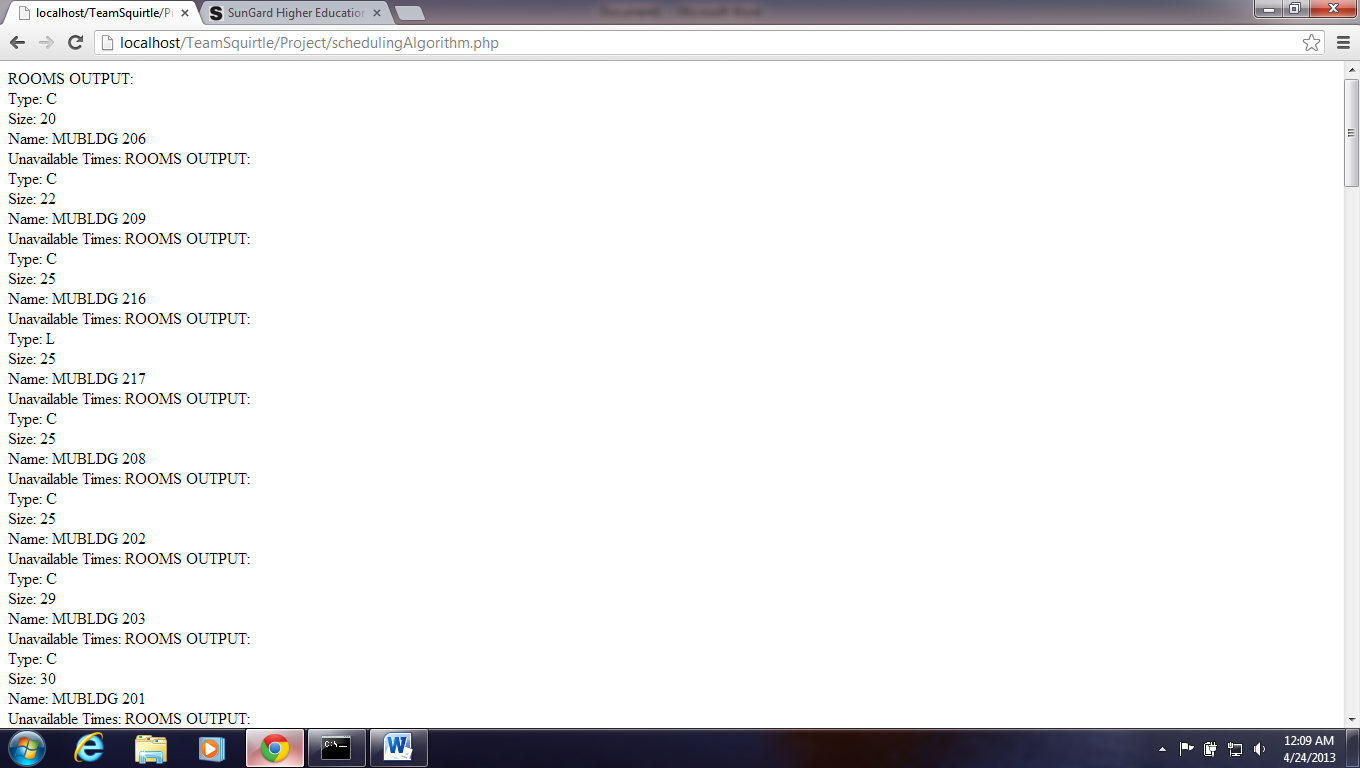 localhost/TeamSquirtle/Pr
SunGard Higher Education
localhost/TeamSquirtle/Project/schedulingAlgorithm.php
ROOMS OUTPUT:
Type: C
Size: 20
Name: MUBLDG 206
Unavailable Times: ROOMS OUTPUT:
Type: C
Size: 22
Name: MUBLDG 209
Unavailable Times: ROOMS OUTPUT:
Type: C
Size: 25
Name: MUBLDG 216
Unavailable Times: ROOMS OUTPUT:
Type: L
Size: 25
Name: MUBLDG 217
Unavailable Times: ROOMS OUTPUT:
Type: C
Size: 25
Name: MUBLDG 208
Unavailable Times: ROOMS OUTPUT:
Type: C
Size: 25
Name: MUBLDG 202
Unavailable Times: ROOMS OUTPUT:
Type: C
Size: 29
Name: MUBLDG 203
Unavailable Times: ROOMS OUTPUT:
Type: C
Size: 30
Name: MUBLDG 201
Unavailable Times: ROOMS OUTPUT:
12:09 AM
4/24/2013